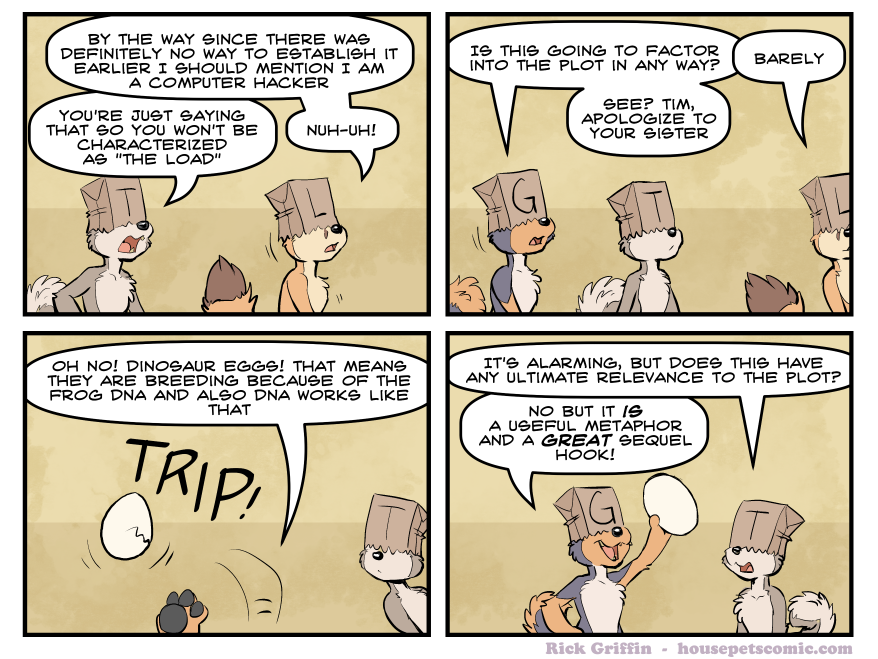 BY THE WAY SINCE THERE WAS
DEFINITELY NO WAY TO ESTABLISH IT
EARLIER I SHOULD MENTION I AM
A COMPUTER HACKER
YOU'RE JUST SAYING
THAT SO YOU WON'T BE
CHARACTERIZED
AS "THE LOAD"
NUH-UH!
T
L
IS THIS GOING TO FACTOR
INTO THE PLOT IN ANY WAY?
BARELY
SEE? TIM,
APOLOGIZE TO
YOUR SISTER
G
T
L
OH NO! DINOSAUR EGGS! THAT MEANS
THEY ARE BREEDING BECAUSE OF THE
FROG DNA AND ALSO DNA WORKS LIKE
THAT
TRIP!
IT'S ALARMING, BUT DOES THIS HAVE
ANY ULTIMATE RELEVANCE TO THE PLOT?
NO BUT IT IS
A USEFUL METAPHOR
AND A GREAT SEQUEL
HOOK!
G
T
Rick Griffin - housepetscomic.com